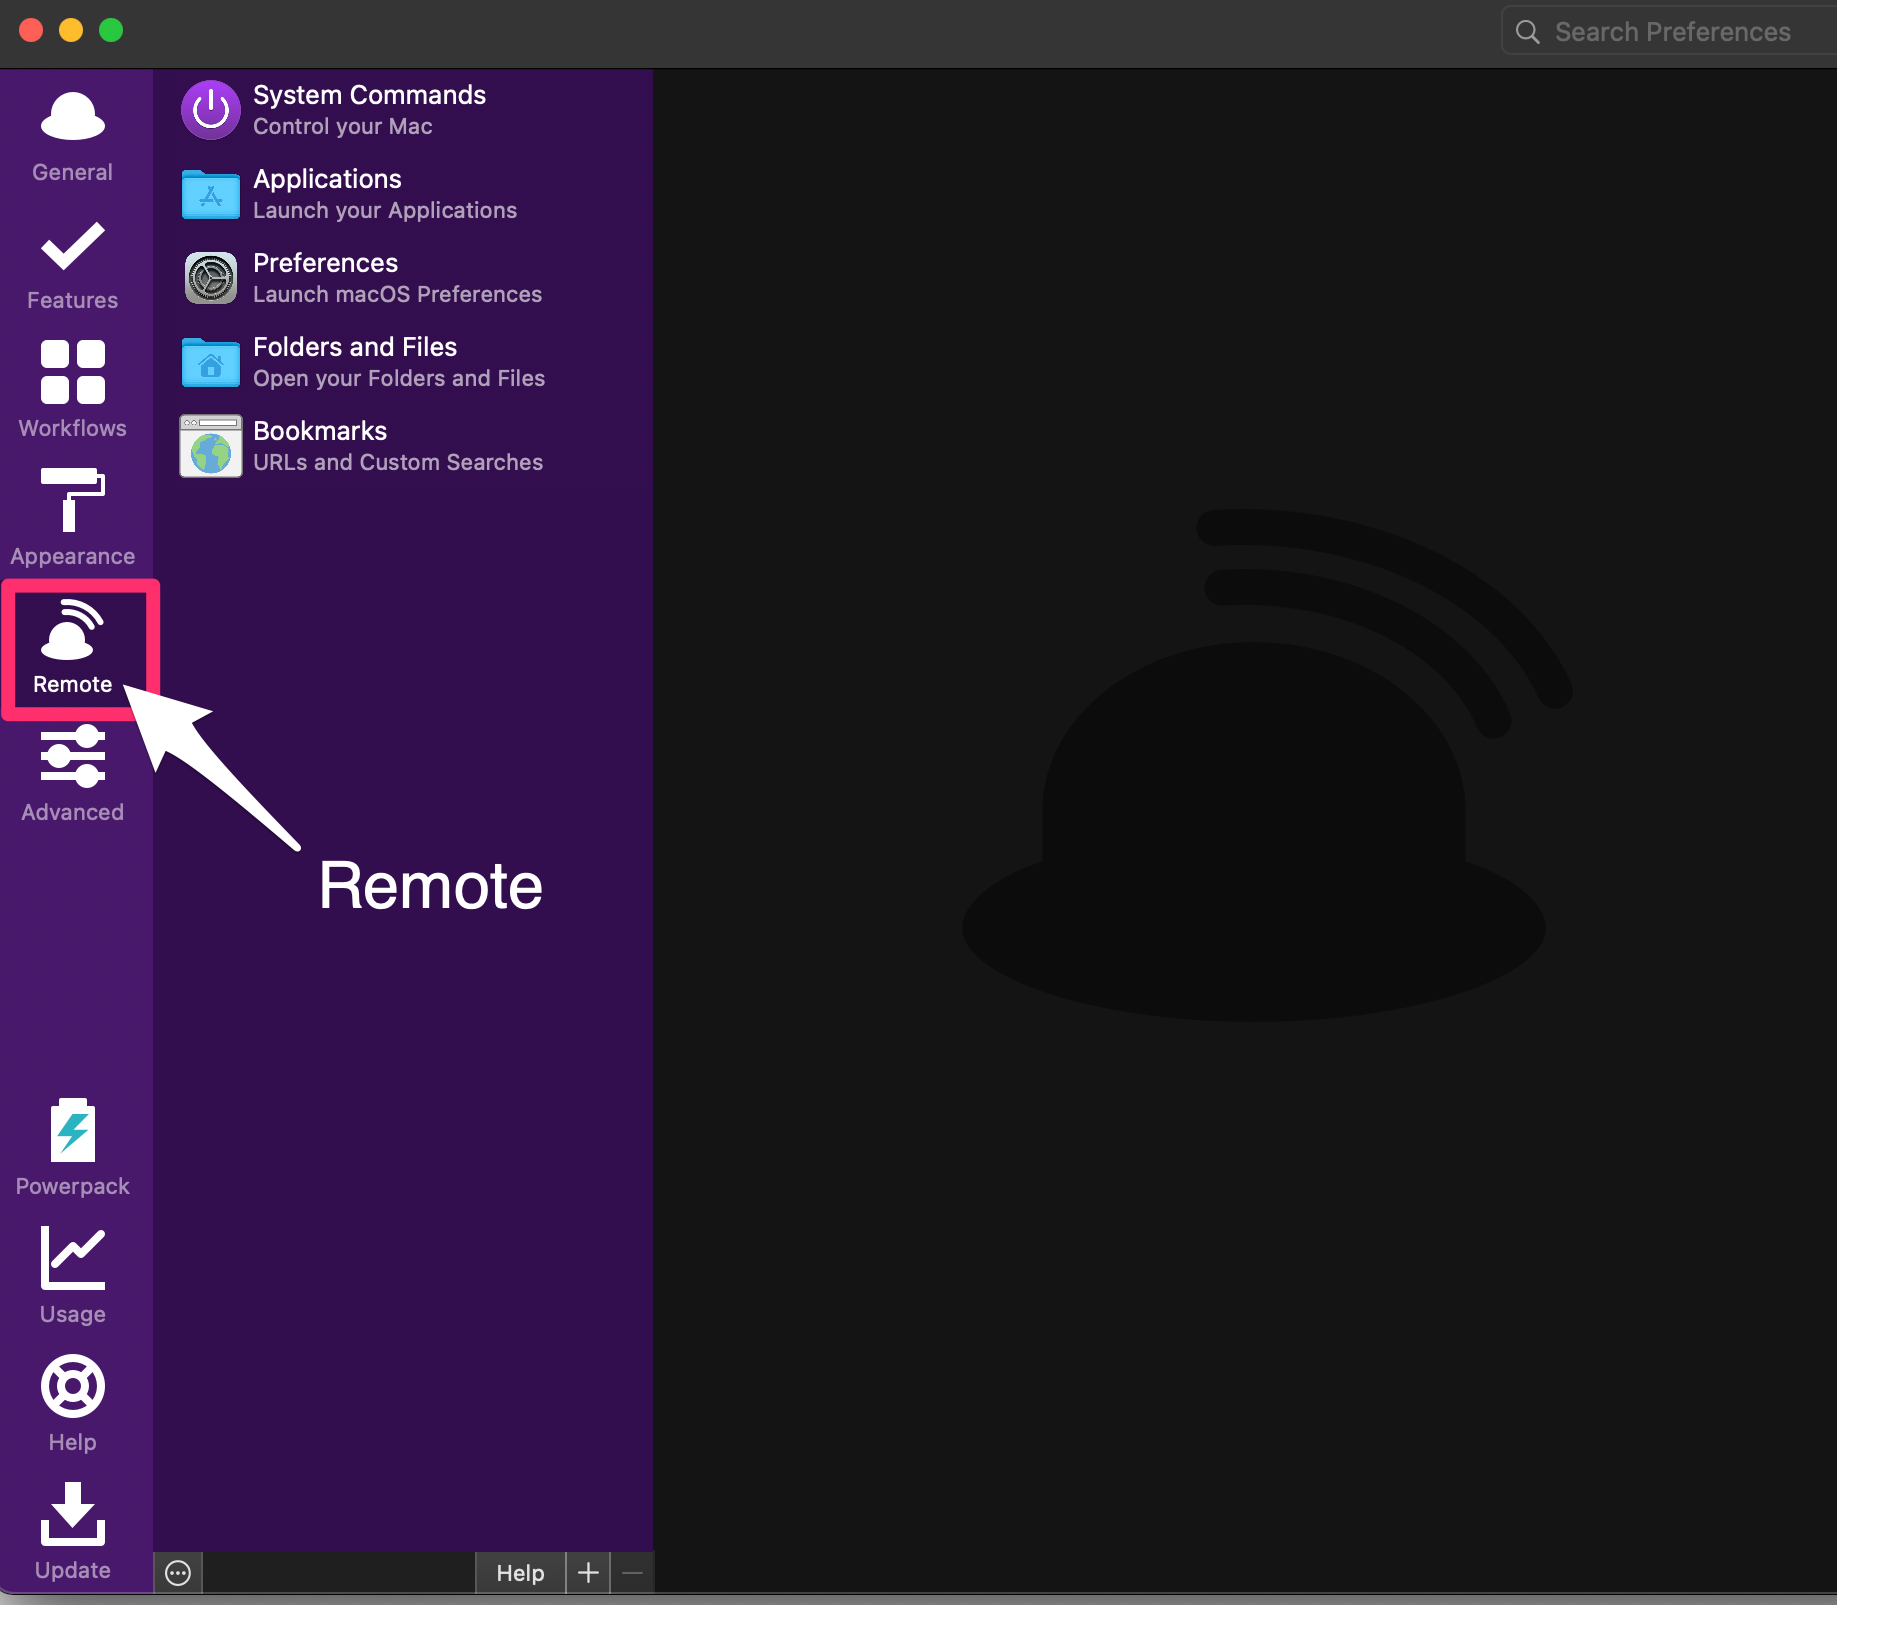 Search Preferences
General
Features
Workflows
Appearance
Remote
Advanced
Powerpack
Usage
Help
Update
System Commands
Control your Mac
Applications
Launch your Applications
Preferences
Launch macOS Preferences
Folders and Files
Open your Folders and Files
Bookmarks
URLs and Custom Searches
Remote
Help